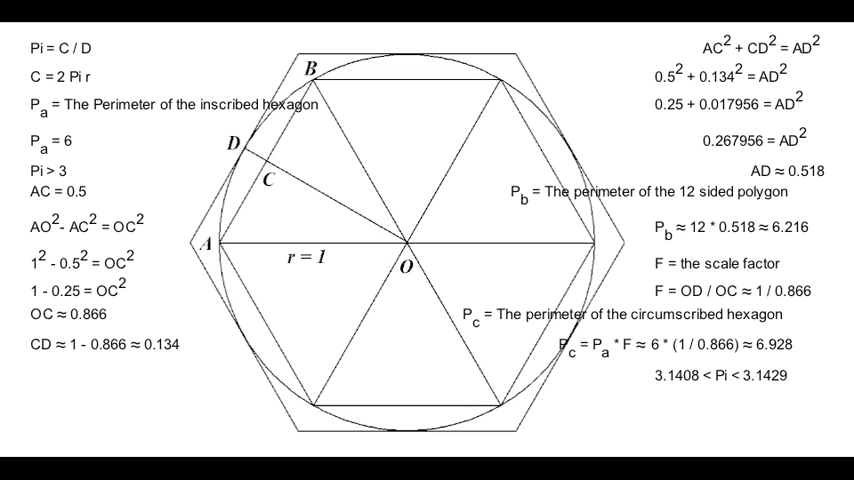 Pi = C / D
C = 2 Pi r
Pa = The Perimeter of the inscribed hexagon
Pa = 6
Pi > 3
AC = 0.5
AO² - AC² = OC²
1² - 0.5² = OC²
1 - 0.25 = OC²
OC ≈ 0.866
CD ≈ 1 - 0.866 ≈ 0.134
B
D
C
A
r = 1
O
AC² + CD² = AD²
0.5² + 0.134² = AD²
0.25 + 0.017956 = AD²
0.267956 = AD²
AD ≈ 0.518
Pb = The perimeter of the 12 sided polygon
Pb ≈ 12 * 0.518 ≈ 6.216
F = the scale factor
F = OD / OC ≈ 1 / 0.866
Pc = The perimeter of the circumscribed hexagon
Pc = Pa * F ≈ 6 * (1 / 0.866) ≈ 6.928
3.1408 < Pi < 3.1429